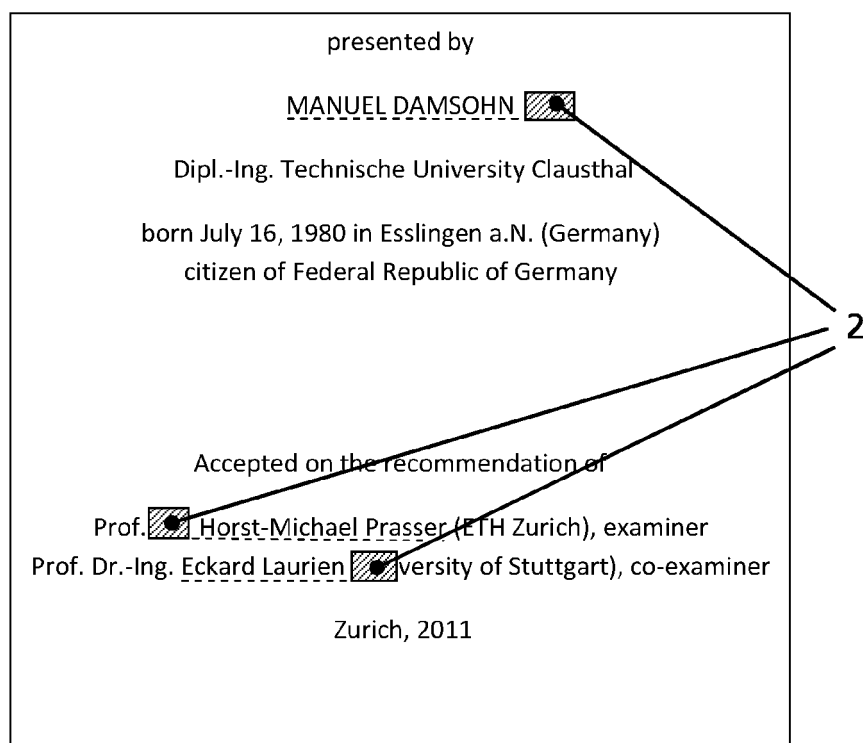 presented by
MANUEL DAMSOHN
Dipl.-Ing. Technische University Clausthal
born July 16, 1980 in Esslingen a.N. (Germany)
citizen of Federal Republic of Germany
2
Accepted on the recommendation of
Prof. Horst-Michael Prasser (ETH Zurich), examiner
Prof. Dr.-Ing. Eckard Laurien versity of Stuttgart), co-examiner
Zurich, 2011